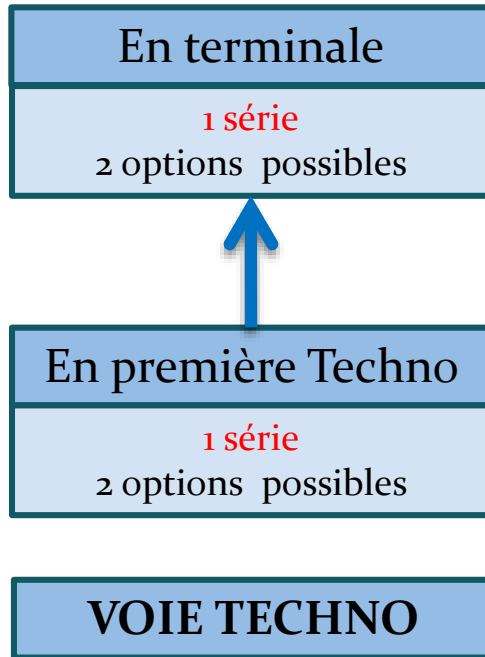 En terminale
1 série
2 options possibles
En première Techno
1 série
2 options possibles
VOIE TECHNO